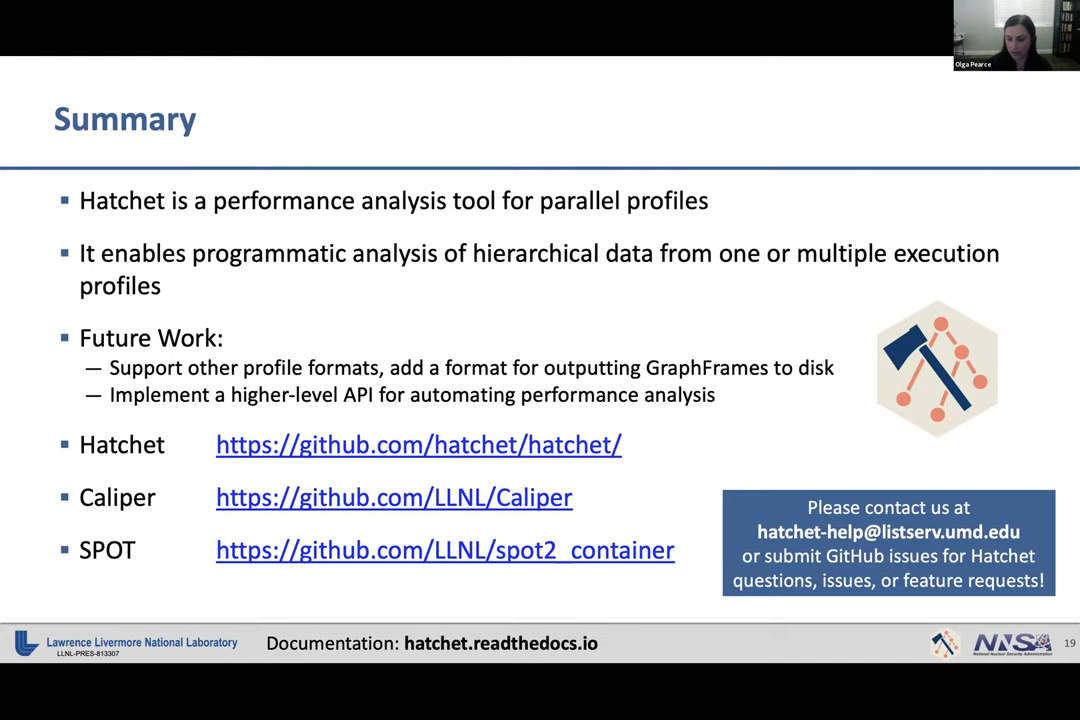 Olga Pearce
Summary
▪ Hatchet is a performance analysis tool for parallel profiles
▪ It enables programmatic analysis of hierarchical data from one or multiple execution
profiles
▪ Future Work:
— Support other profile formats, add a format for outputting GraphFrames to disk
— Implement a higher-level API for automating performance analysis
▪ Hatchet https://github.com/hatchet/hatchet/
▪ Caliper https://github.com/LLNL/Caliper
▪ SPOT https://github.com/LLNL/spot2_container
Please contact us at
hatchet-help@listserv.umd.edu
or submit GitHub issues for Hatchet
questions, issues, or feature requests!
Lawrence Livermore National Laboratory
LLNL-PRES-813307
Documentation: hatchet.readthedocs.io
NNSA
National Nuclear Security Administration
19